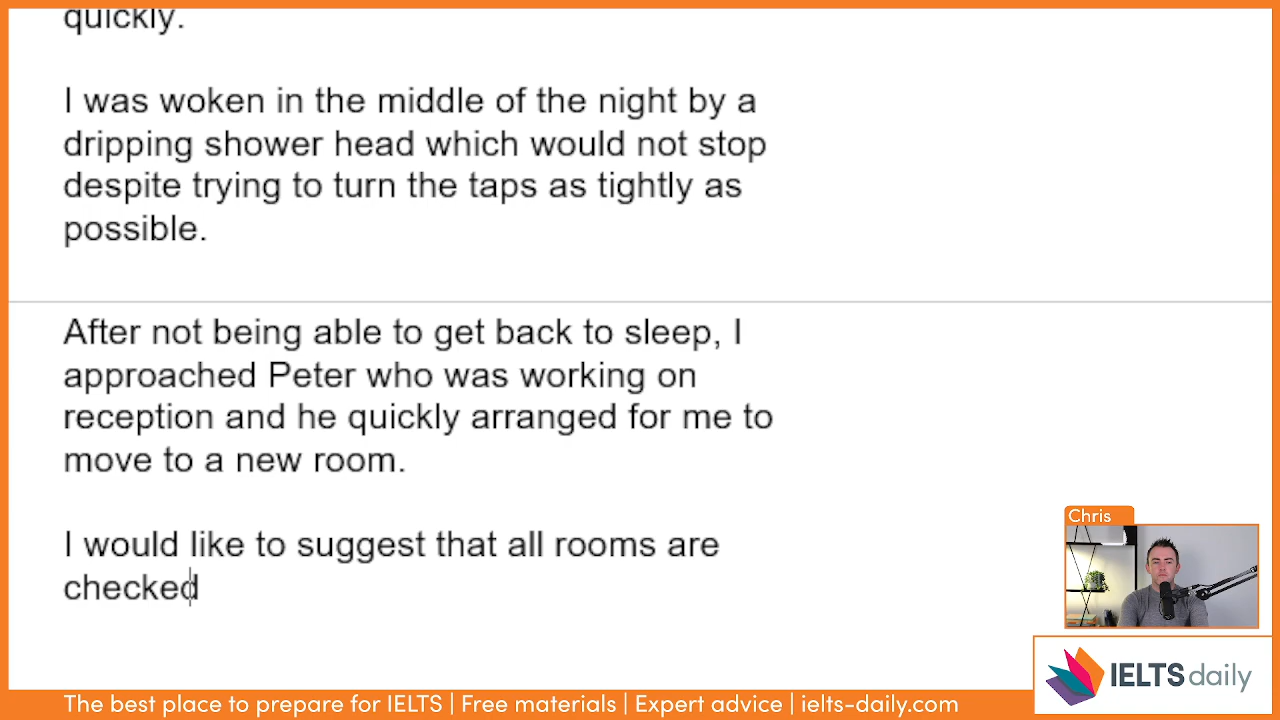 quickly.
I was woken in the middle of the night by a
dripping shower head which would not stop
despite trying to turn the taps as tightly as
possible.
After not being able to get back to sleep, I
approached Peter who was working on
reception and he quickly arranged for me to
move to a new room.
I would like to suggest that all rooms are
checked
Chris
IELTS daily
The best place to prepare for IELTS | Free materials | Expert advice | ielts-daily.com